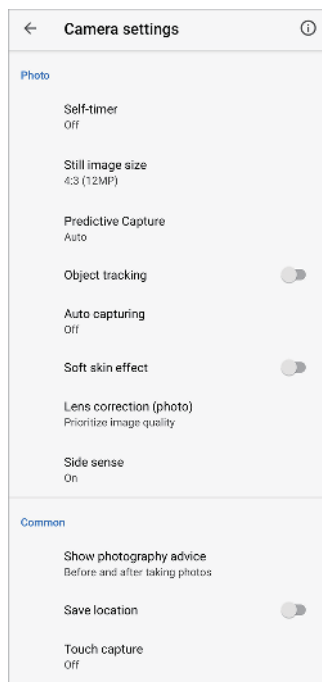 Camera settings
Photo
Self-timer
Off
Still image size
4:3 (12MP)
Predictive Capture
Auto
Object tracking
Auto capturing
Off
Soft skin effect
Lens correction (photo)
Prioritize image quality
Side sense
On
Common
Show photography advice
Before and after taking photos
Save location
Touch capture
Off